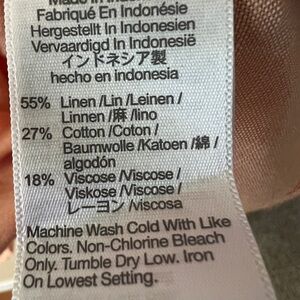 Made in Indonesia
Fabriqué En Indonésie
Hergestellt In Indonesien
Vervaardigd In Indonesië
インドネシア製
hecho en indonesia
55% Linen /Lin /Leinen /
Linnen /麻 /lino
27% Cotton /Coton /
Baumwolle /Katoen /綿 /
algodón
18% Viscose /Viscose /
Viskose /Viscose /
レーヨン /Viscosa
Machine Wash Cold With Like
Colors. Non-Chlorine Bleach
Only. Tumble Dry Low. Iron
On Lowest Setting.